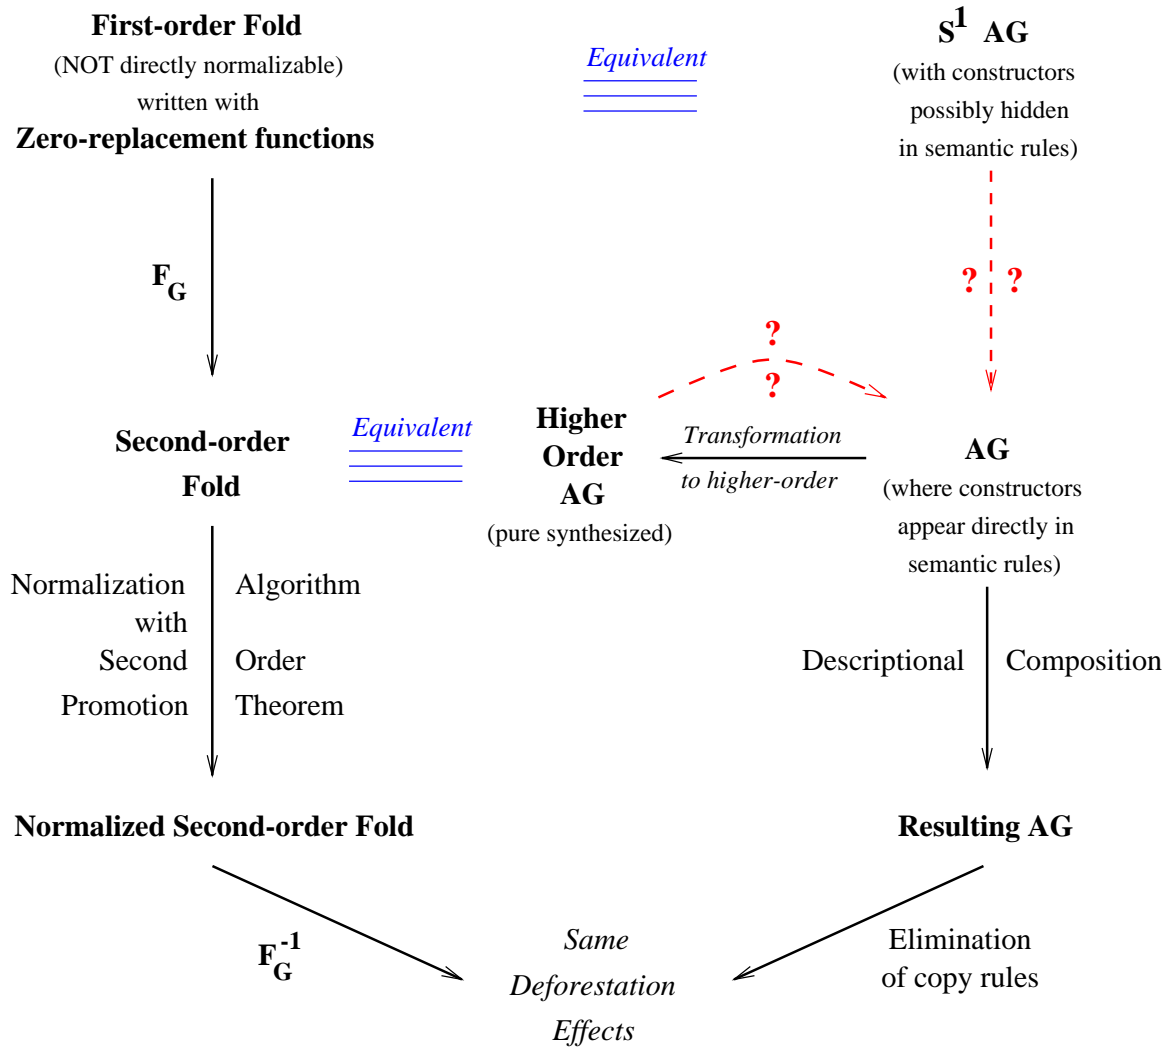 First-order Fold
(NOT directly normalizable)
written with
Zero-replacement functions
Equivalent
S1 AG
(with constructors
possibly hidden
in semantic rules)
FG
? ?
?
?
Second-order
Fold
Equivalent
Higher
Order
AG
(pure synthesized)
Transformation
to higher-order
AG
(where constructors
appear directly in
semantic rules)
Normalization Algorithm
with
Second Order
Promotion Theorem
Descriptional Composition
Normalized Second-order Fold
Resulting AG
FG-1
Same
Deforestation
Effects
Elimination
of copy rules